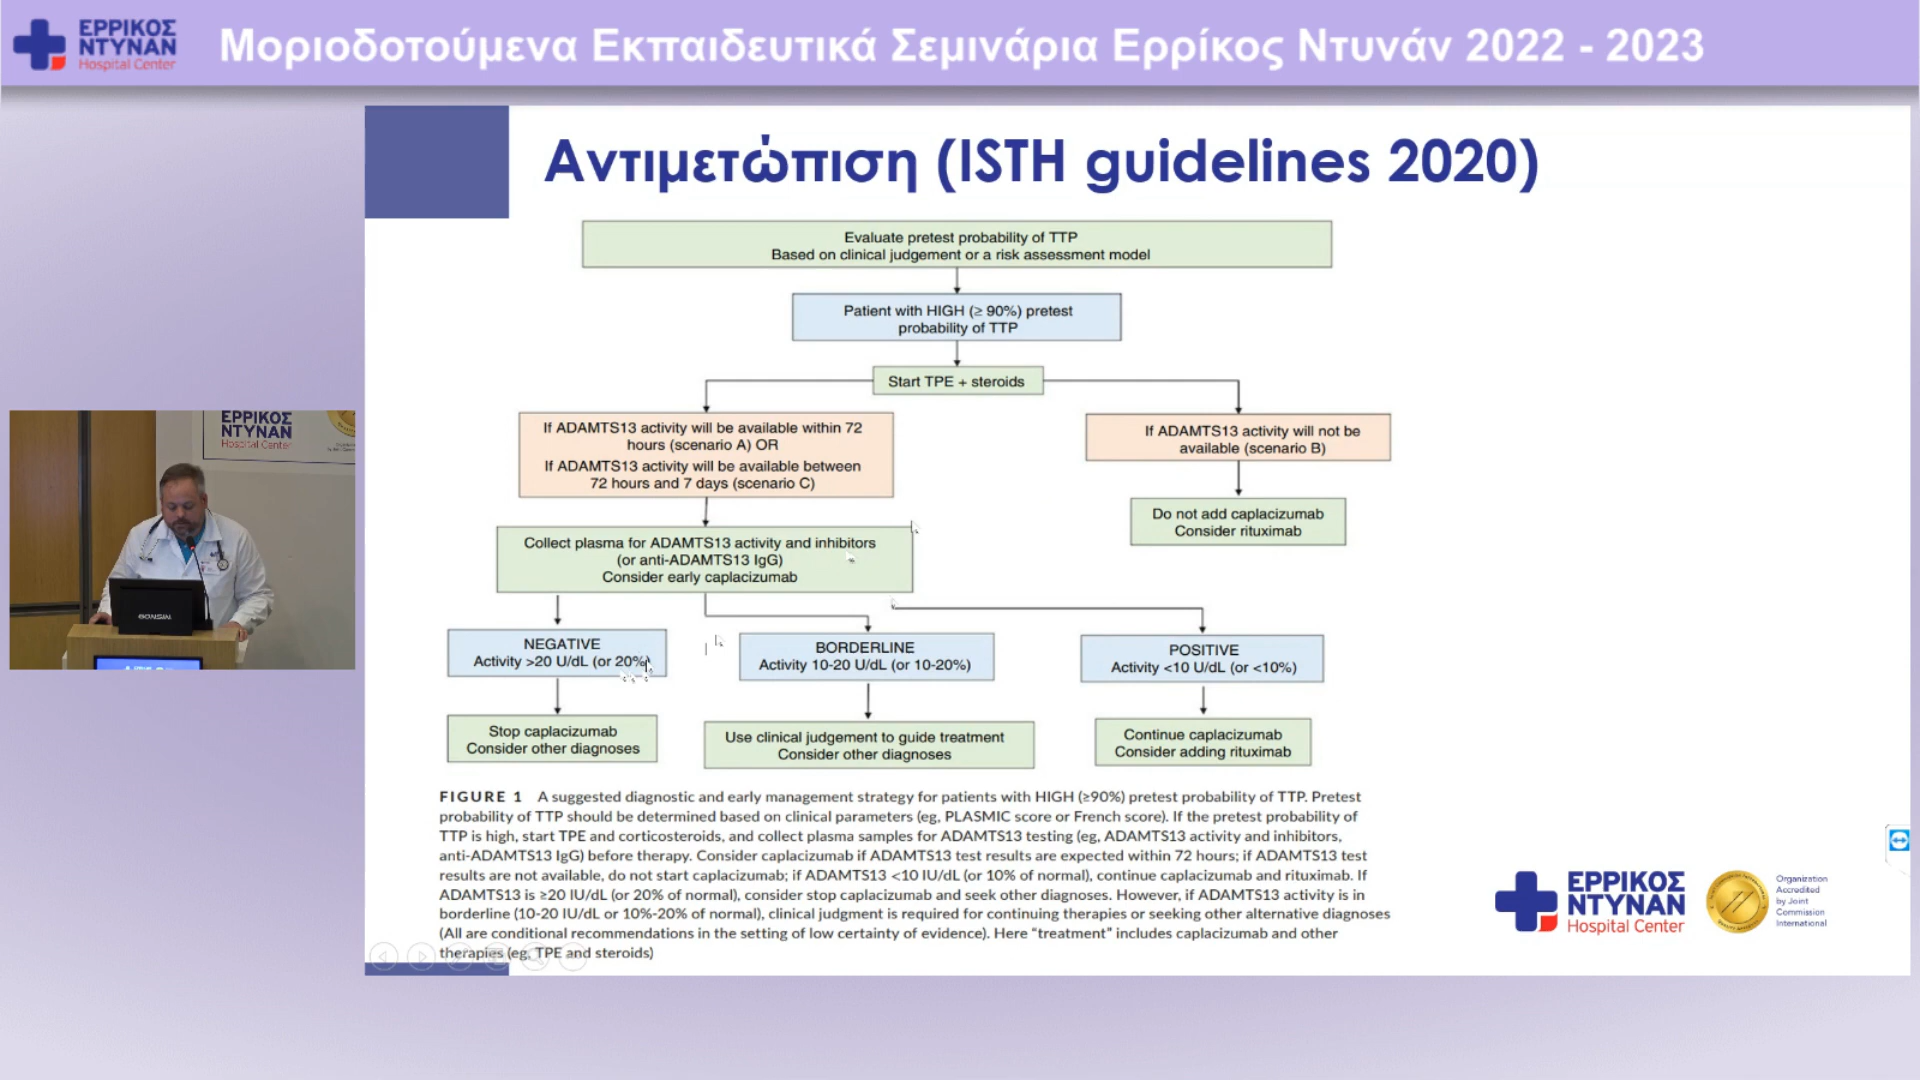 ΕΡΡΙΚΟΣ
ΝΤΥΝΑΝ
Hospital Center
Μοριοδοτούμενα Εκπαιδευτικά Σεμινάρια Ερρίκος Ντυνάν 2022 - 2023
Αντιμετώπιση (ISTH guidelines 2020)
Evaluate pretest probability of TTP
Based on clinical judgement or a risk assessment model
Patient with HIGH (≥ 90%) pretest
probability of TTP
Start TPE + steroids
If ADAMTS13 activity will be available within 72
hours (scenario A) OR
If ADAMTS13 activity will be available between
72 hours and 7 days (scenario C)
If ADAMTS13 activity will not be
available (scenario B)
Do not add caplacizumab
Consider rituximab
Collect plasma for ADAMTS13 activity and inhibitors
(or anti-ADAMTS13 IgG)
Consider early caplacizumab
NEGATIVE
Activity >20 U/dL (or 20%)
BORDERLINE
Activity 10-20 U/dL (or 10-20%)
POSITIVE
Activity <10 U/dL (or <10%)
Stop caplacizumab
Consider other diagnoses
Use clinical judgement to guide treatment
Consider other diagnoses
Continue caplacizumab
Consider adding rituximab
FIGURE 1 A suggested diagnostic and early management strategy for patients with HIGH (≥90%) pretest probability of TTP. Pretest
probability of TTP should be determined based on clinical parameters (eg, PLASMIC score or French score). If the pretest probability of
TTP is high, start TPE and corticosteroids, and collect plasma samples for ADAMTS13 testing (eg, ADAMTS13 activity and inhibitors,
anti-ADAMTS13 IgG) before therapy. Consider caplacizumab if ADAMTS13 test results are expected within 72 hours; if ADAMTS13 test
results are not available, do not start caplacizumab; if ADAMTS13 <10 IU/dL (or 10% of normal), continue caplacizumab and rituximab. If
ADAMTS13 is ≥20 IU/dL (or 20% of normal), consider stop caplacizumab and seek other diagnoses. However, if ADAMTS13 activity is in
borderline (10-20 IU/dL or 10%-20% of normal), clinical judgment is required for continuing therapies or seeking other alternative diagnoses
(All are conditional recommendations in the setting of low certainty of evidence). Here “treatment” includes caplacizumab and other
therapies (eg, TPE and steroids)
ΕΡΡΙΚΟΣ
ΝΤΥΝΑΝ
Hospital Center
Organization
Accredited
by Joint
Commission
International
ΕΡΡΙΚΟΣ
ΝΤΥΝΑΝ
Hospital Center